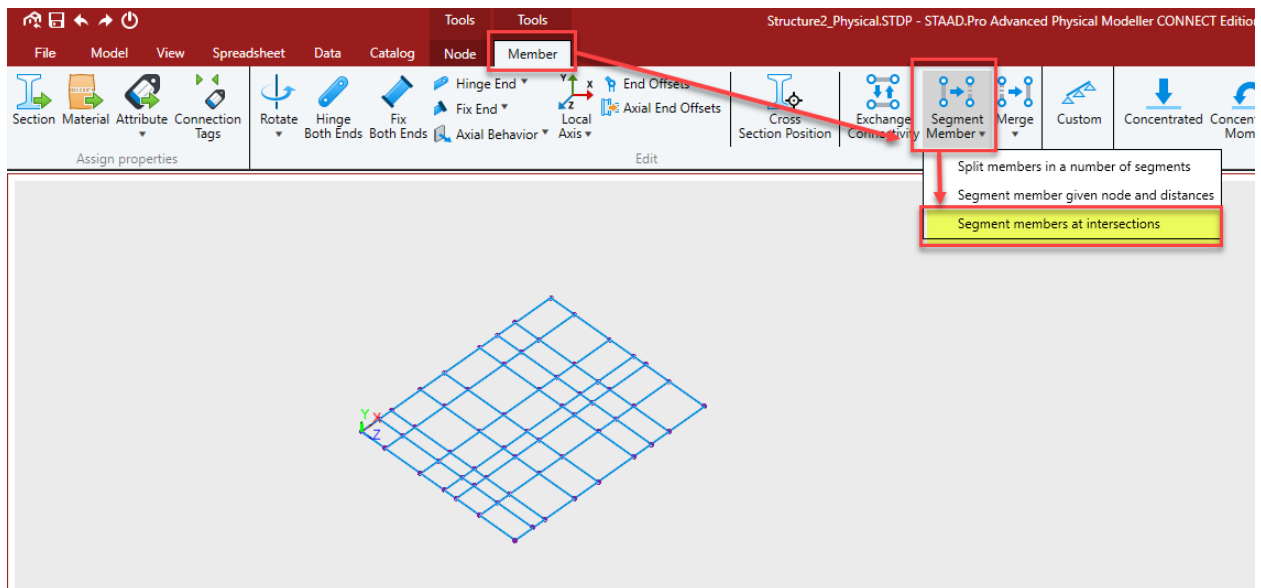 Tools Tools Structure2_Physical.STDP - STAAD.Pro Advanced Physical Modeller CONNECT Edition
File Model View Spreadsheet Data Catalog Node Member
Hinge End End Offsets
Fix End Axial End Offsets
Axial Behavior
Section Material Attribute Connection Tags
Rotate Hinge Both Ends Fix Both Ends
Y X Z Local Axis
Cross Section Position
Exchange Connectivity
Segment Member
Merge
Custom
Concentrated
Assign properties Edit
Split members in a number of segments
Segment member given node and distances
Segment members at intersections
Y X
Z